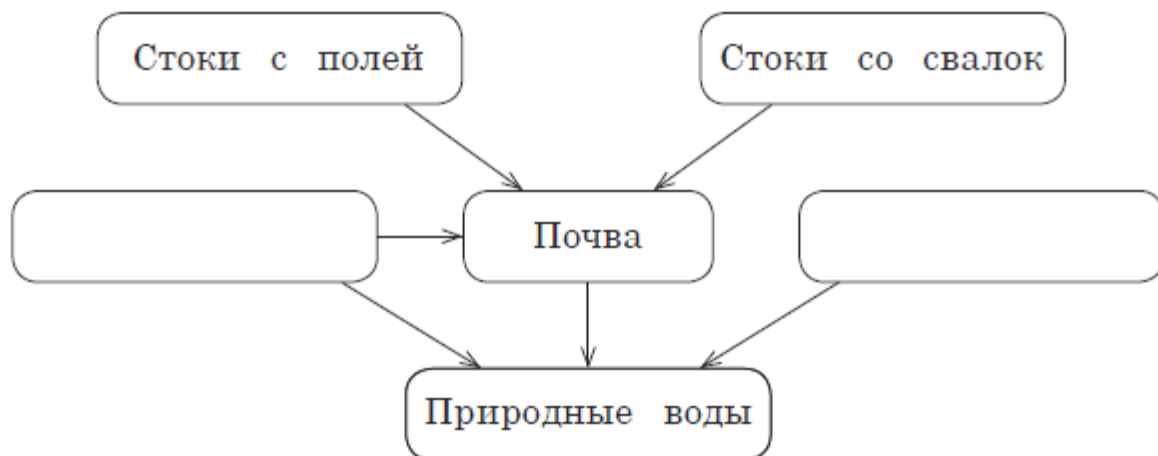 Стоки с полей
Стоки со свалок
Почва
Природные воды